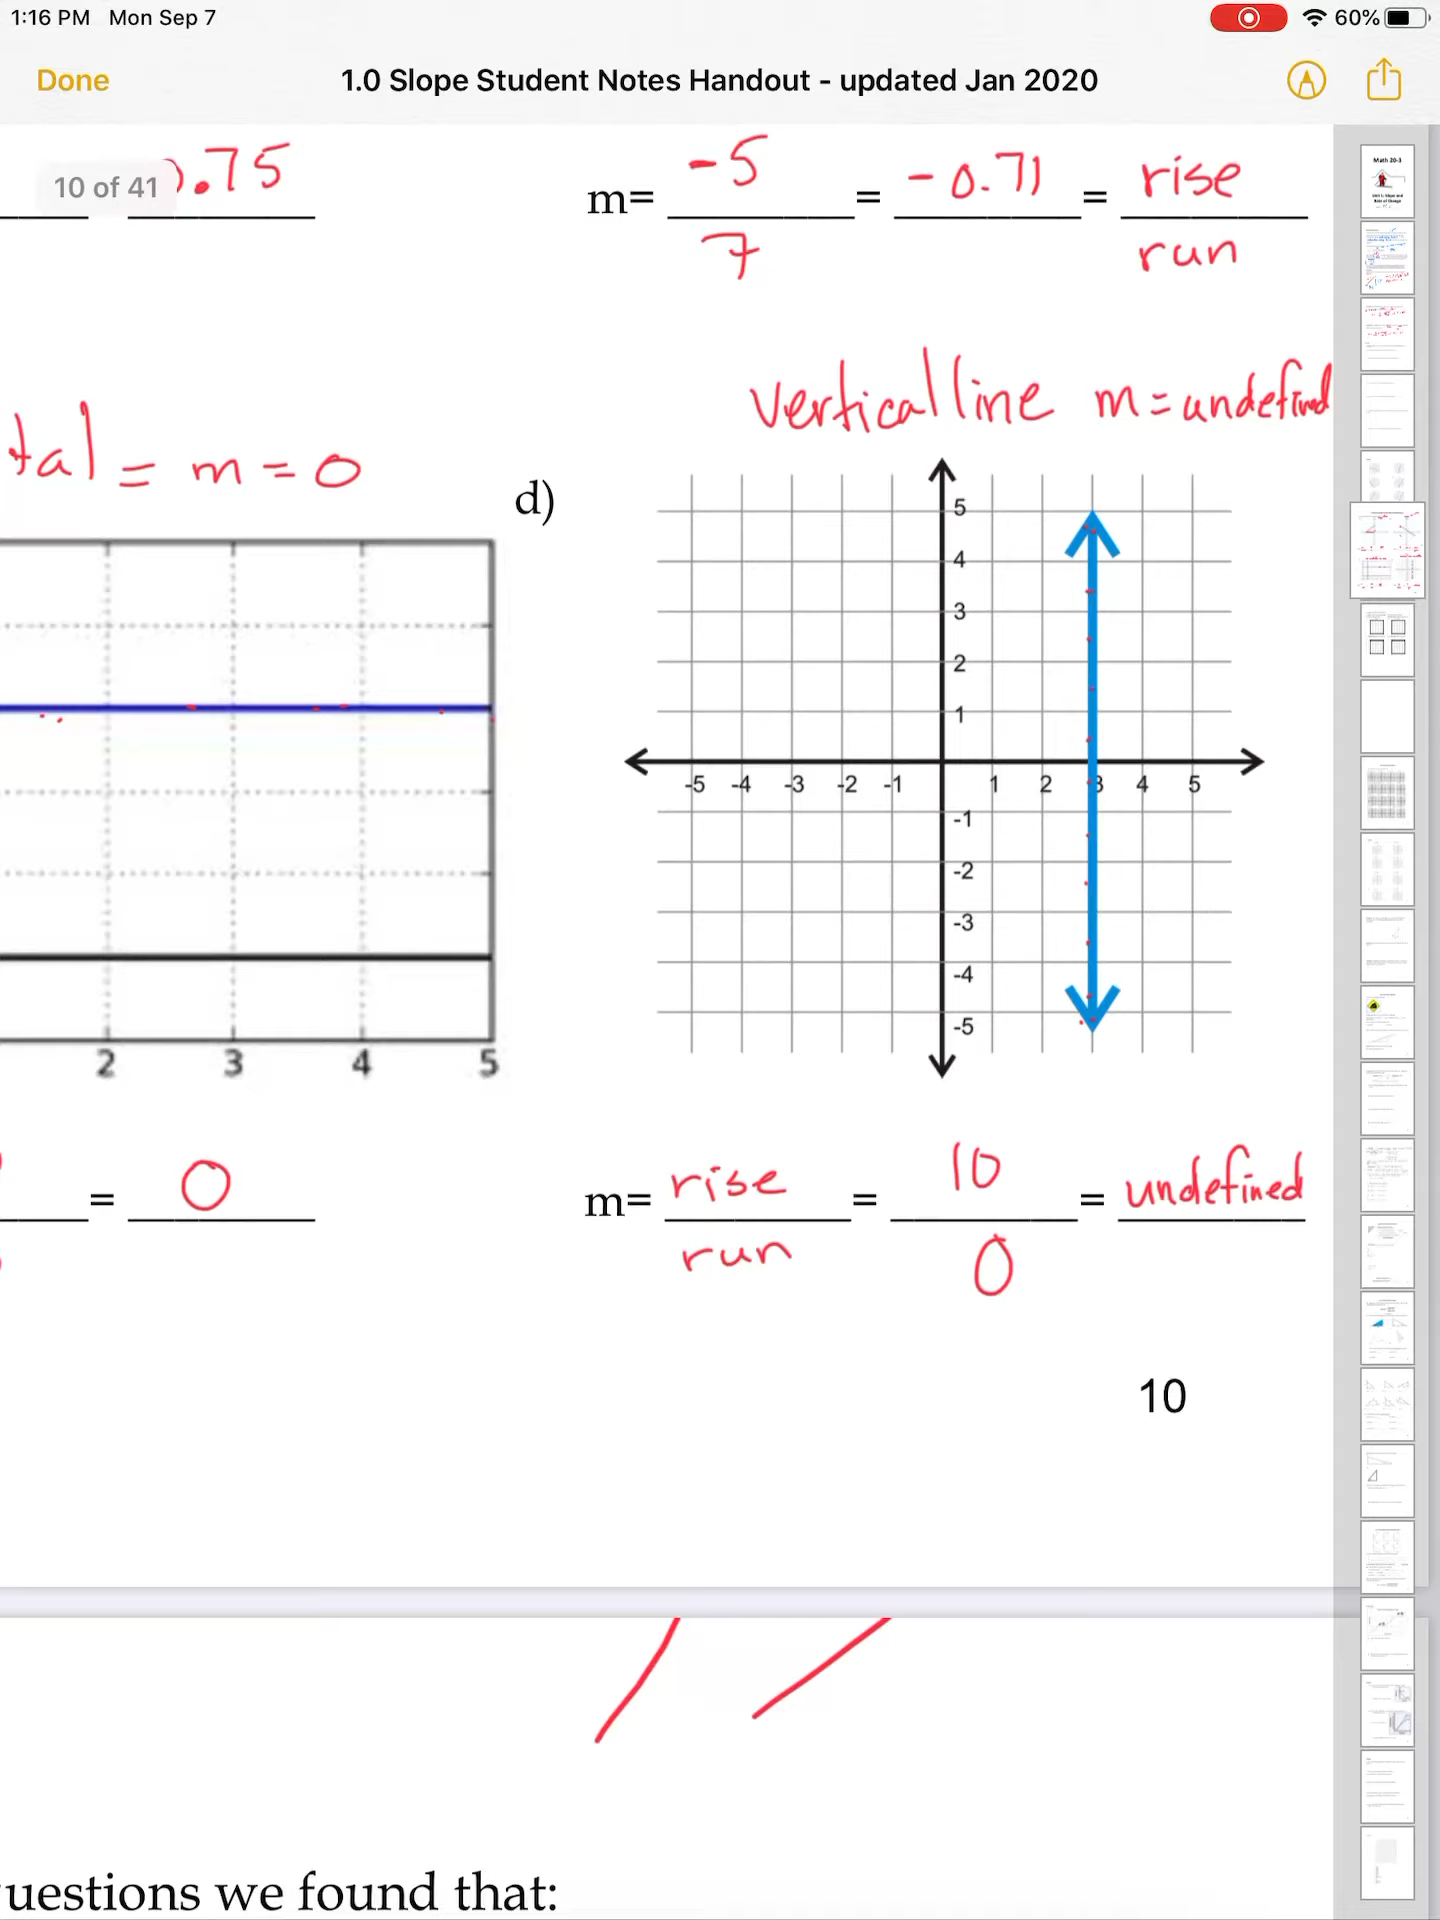 1:16 PM Mon Sep 7
60%
Done
1.0 Slope Student Notes Handout - updated Jan 2020
10 of 41
.75
m= -5 = -0.71 = rise
7 run
vertical line m=undefined
tal = m = 0
d)
5
4
3
2
1
-5 -4 -3 -2 -1 1 2 3 4 5
-1
-2
-3
-4
-5
2 3 4 5
= 0
m= rise = 10 = undefined
run 0
10
uestions we found that: